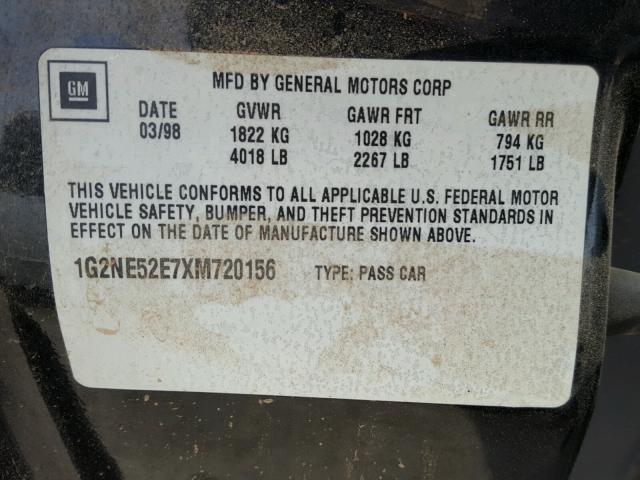 GM
MFD BY GENERAL MOTORS CORP
DATE GVWR GAWR FRT GAWR RR
03/98 1822 KG 1028 KG 794 KG
4018 LB 2267 LB 1751 LB
THIS VEHICLE CONFORMS TO ALL APPLICABLE U.S. FEDERAL MOTOR
VEHICLE SAFETY, BUMPER, AND THEFT PREVENTION STANDARDS IN
EFFECT ON THE DATE OF MANUFACTURE SHOWN ABOVE.
1G2NE52E7XM720156 TYPE: PASS CAR